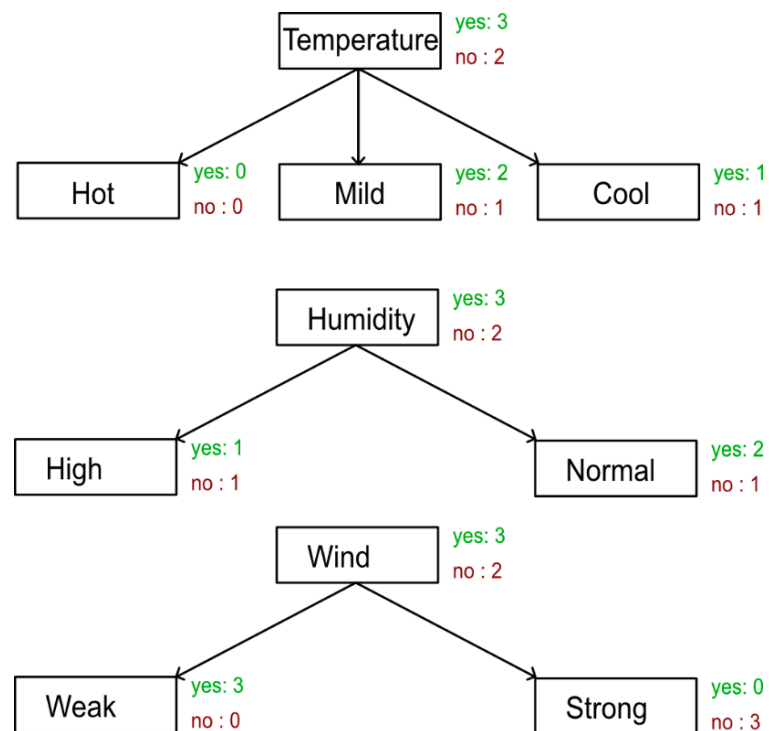 Temperature
yes: 3
no : 2
Hot
yes: 0
no : 0
Mild
yes: 2
no : 1
Cool
yes: 1
no : 1
Humidity
yes: 3
no : 2
High
yes: 1
no : 1
Normal
yes: 2
no : 1
Wind
yes: 3
no : 2
Weak
yes: 3
no : 0
Strong
yes: 0
no : 3